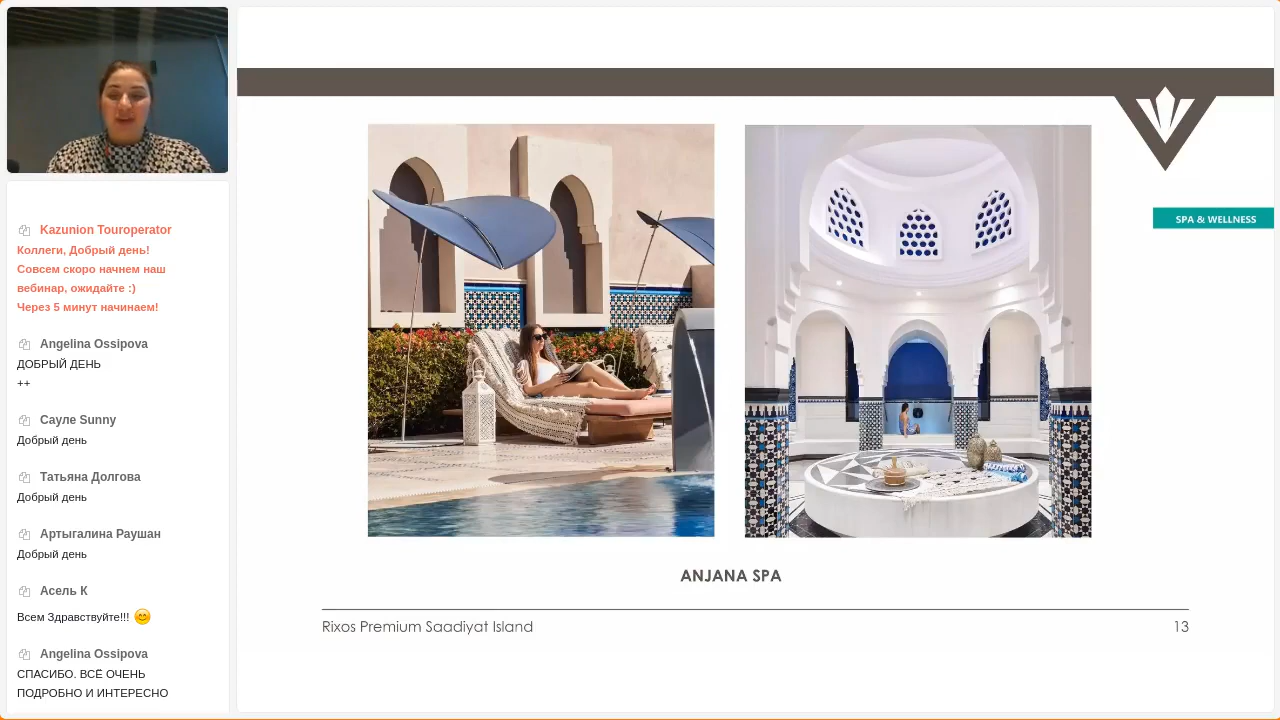 Kazunion Touroperator
Коллеги, Добрый день!
Совсем скоро начнем наш
вебинар, ожидайте :)
Через 5 минут начинаем!
Angelina Ossipova
ДОБРЫЙ ДЕНЬ
++
Сауле Sunny
Добрый день
Татьяна Долгова
Добрый день
Артыгалина Раушан
Добрый день
Асель К
Всем Здравствуйте!!! 😊
Angelina Ossipova
СПАСИБО. ВСЁ ОЧЕНЬ
ПОДРОБНО И ИНТЕРЕСНО
SPA & WELLNESS
ANJANA SPA
Rixos Premium Saadiyat Island
13